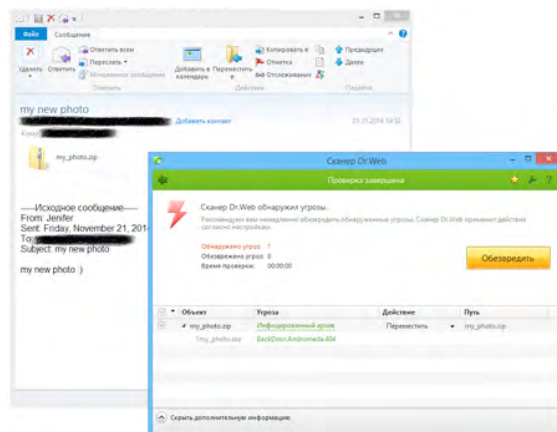 Файл Сообщение
Удалить
Ответить
Ответить всем
Переслать
Мгновенное сообщение
Ответить
Добавить в календарь
Переместить в
Копировать в
Отметка
Отслеживание
Действия
Предыдущее
Далее
Перейти
my new photo
Добавить контакт
21.11.2014 14:52
Кому:
my_photo.zip
-----Исходное сообщение-----
From: Jenifer
Sent: Friday, November 21, 201
To:
Subject: my new photo
my new photo :)
Сканер Dr.Web
Проверка завершена
Сканер Dr.Web обнаружил угрозы.
Рекомендуем вам немедленно обезвредить обнаруженные угрозы. Сканер Dr.Web применит действия
согласно настройкам.
Обнаружено угроз: 1
Обезврежено угроз: 0
Время проверки: 00:00:00
Обезвредить
Объект Угроза Действие Путь
my_photo.zip Инфицированный архив Переместить my_photo.zip
BackDoor.Andromeda.404
Скрыть дополнительную информацию